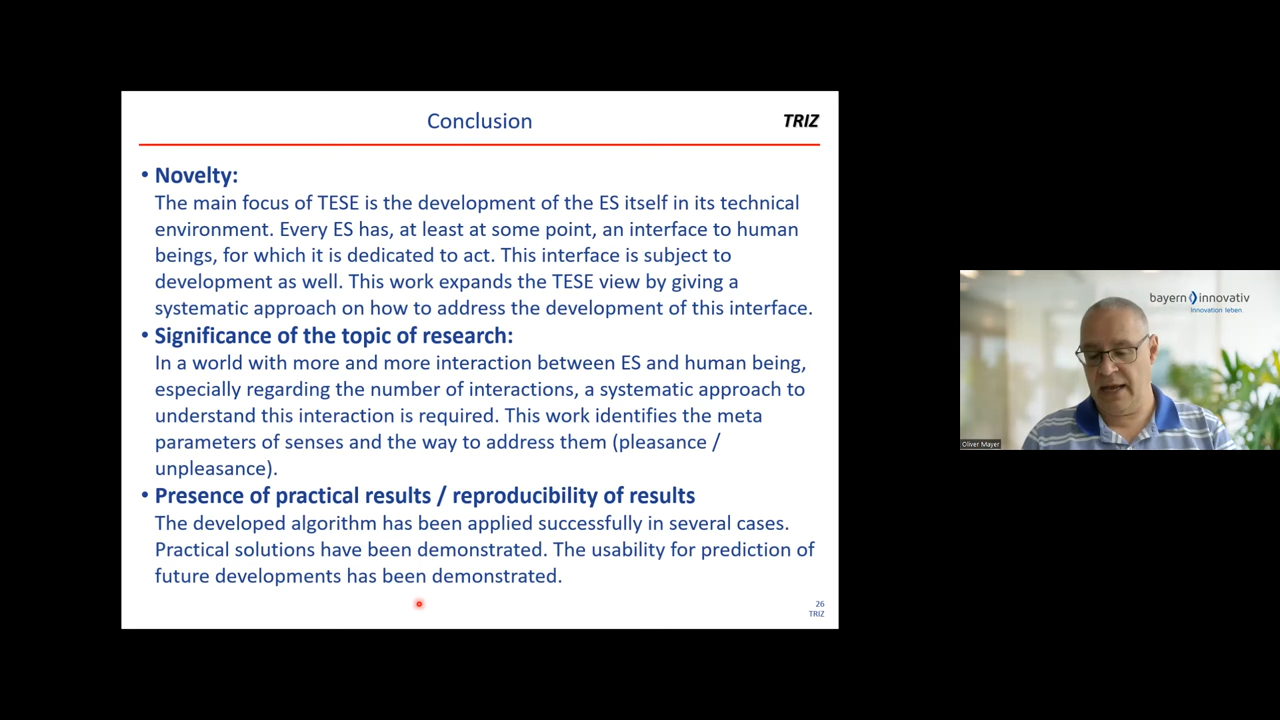 Conclusion
TRIZ
• Novelty:
The main focus of TESE is the development of the ES itself in its technical
environment. Every ES has, at least at some point, an interface to human
beings, for which it is dedicated to act. This interface is subject to
development as well. This work expands the TESE view by giving a
systematic approach on how to address the development of this interface.
• Significance of the topic of research:
In a world with more and more interaction between ES and human being,
especially regarding the number of interactions, a systematic approach to
understand this interaction is required. This work identifies the meta
parameters of senses and the way to address them (pleasance /
unpleasance).
• Presence of practical results / reproducibility of results
The developed algorithm has been applied successfully in several cases.
Practical solutions have been demonstrated. The usability for prediction of
future developments has been demonstrated.
26
TRIZ
bayern innovativ
Innovation leben.
Oliver Mayer